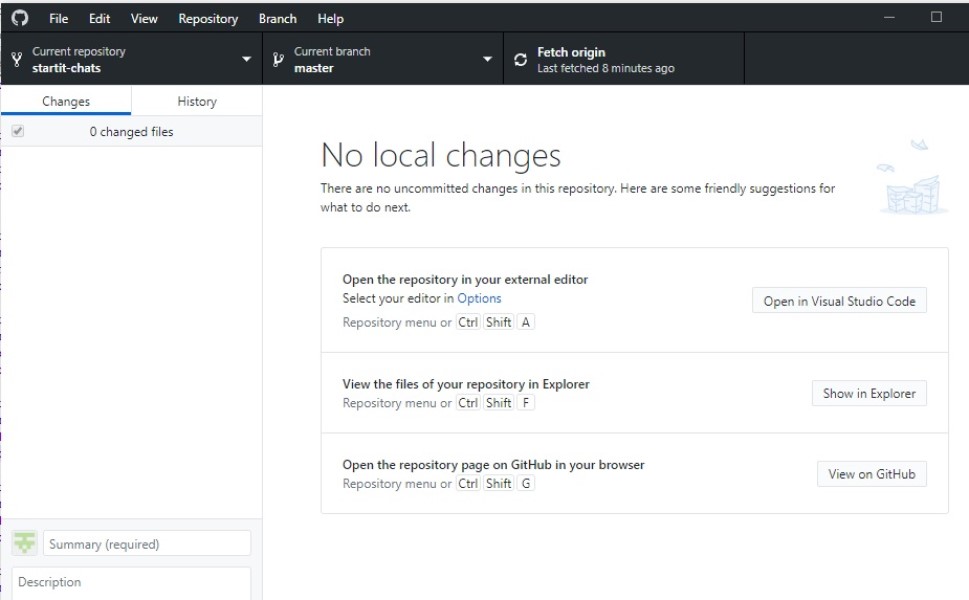 File Edit View Repository Branch Help
Current repository
startit-chats
Current branch
master
Fetch origin
Last fetched 8 minutes ago
Changes History
0 changed files
No local changes
There are no uncommitted changes in this repository. Here are some friendly suggestions for
what to do next.
Open the repository in your external editor
Select your editor in Options
Repository menu or Ctrl Shift A
Open in Visual Studio Code
View the files of your repository in Explorer
Repository menu or Ctrl Shift F
Show in Explorer
Open the repository page on GitHub in your browser
Repository menu or Ctrl Shift G
View on GitHub
Summary (required)
Description